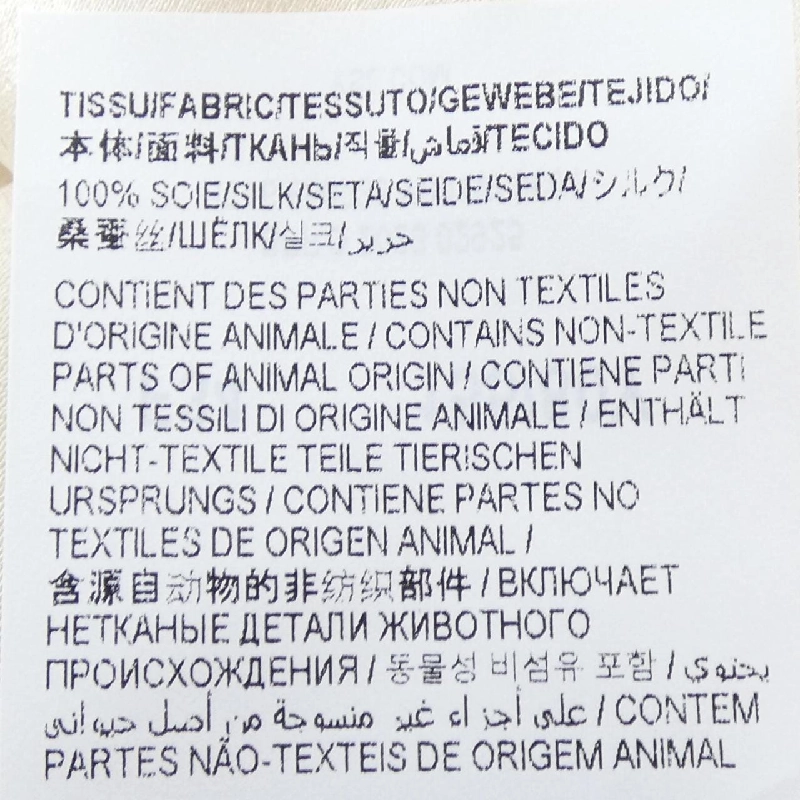 TISSU/FABRIC/TESSUTO/GEWEBE/TEJIDO/
本体/面料/ТКАНЬ/직물/قماش/TECIDO
100% SOIE/SILK/SETA/SEIDE/SEDA/シルク/
桑蚕丝/ШЁЛК/실크/حرير
CONTIENT DES PARTIES NON TEXTILES
D'ORIGINE ANIMALE / CONTAINS NON-TEXTILE
PARTS OF ANIMAL ORIGIN / CONTIENE PARTI
NON TESSILI DI ORIGINE ANIMALE / ENTHÄLT
NICHT-TEXTILE TEILE TIERISCHEN
URSPRUNGS / CONTIENE PARTES NO
TEXTILES DE ORIGEN ANIMAL /
含源自动物的非纺织部件 / ВКЛЮЧАЕТ
НЕТКАНЫЕ ДЕТАЛИ ЖИВОТНОГО
ПРОИСХОЖДЕНИЯ / 동물성 비섬유 포함 / يحتوي
على أجزاء غير منسوجة من أصل حيواني / CONTEM
PARTES NÃO-TEXTEIS DE ORIGEM ANIMAL